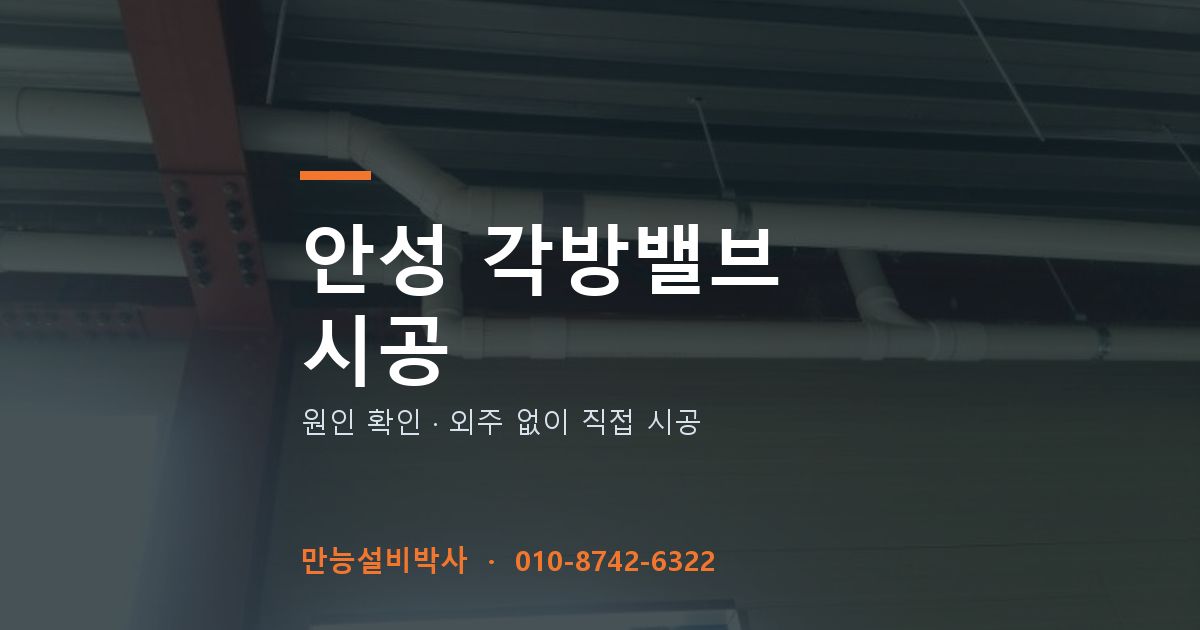 안성 각방밸브
시공
원인 확인 · 외주 없이 직접 시공
만능설비박사 · 010-8742-6322